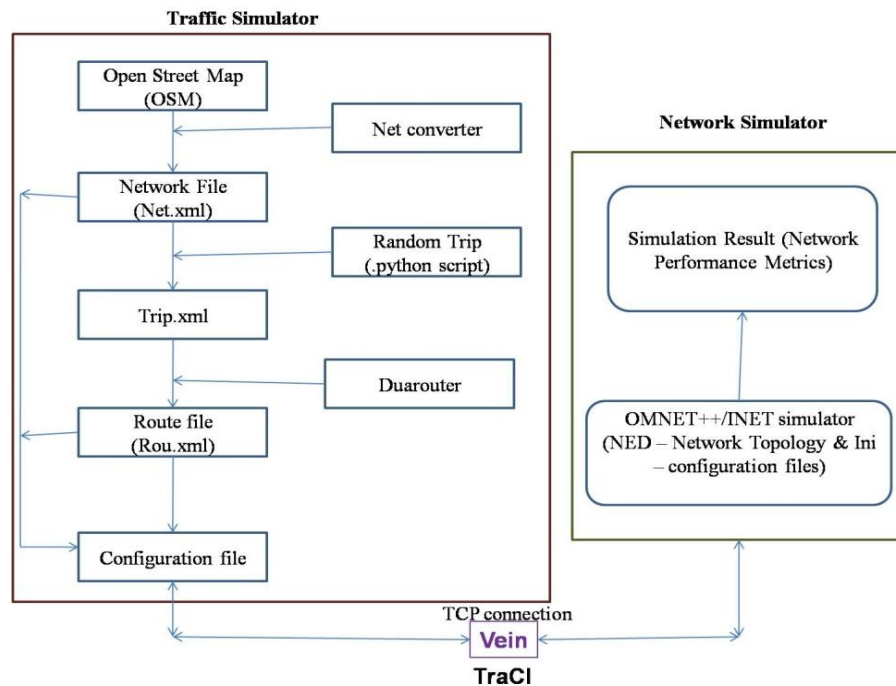 Traffic Simulator
Open Street Map
(OSM)
Net converter
Network File
(Net.xml)
Random Trip
(.python script)
Trip.xml
Duarouter
Route file
(Rou.xml)
Configuration file
Network Simulator
Simulation Result (Network
Performance Metrics)
OMNET++/INET simulator
(NED – Network Topology & Ini
– configuration files)
TCP connection
Vein
TraCI